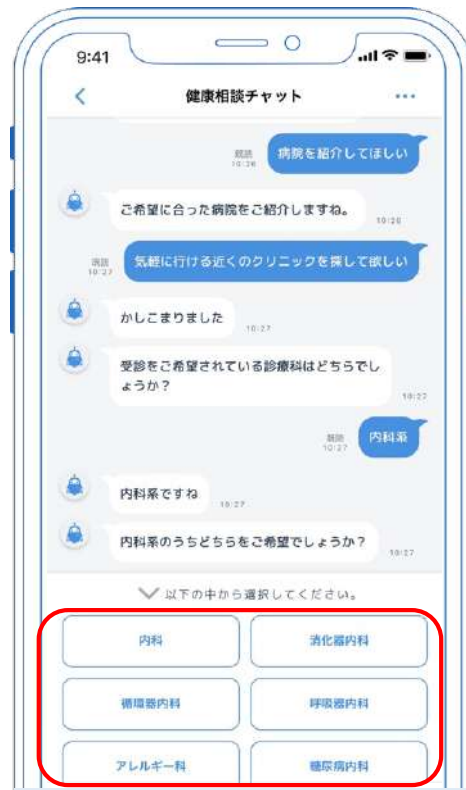 9:41
健康相談チャット
病院を紹介してほしい
既読
10:26
ご希望に合った病院をご紹介しますね。
10:26
気軽に行ける近くのクリニックを探して欲しい
既読
10:27
かしこまりました
10:27
受診をご希望されている診療科はどちらでし
ょうか？
10:27
内科系
既読
10:27
内科系ですね
10:27
内科系のうちどちらをご希望でしょうか？
10:27
以下の中から選択してください。
内科
消化器内科
循環器内科
呼吸器内科
アレルギー科
糖尿病内科